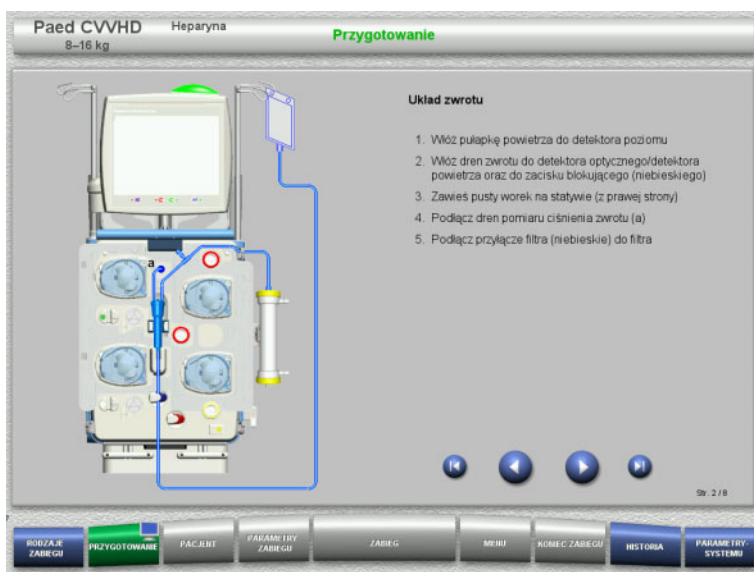 Paed CVVHD Heparyna
8–16 kg
Przygotowanie
Układ zwrotu
1. Włóż pułapkę powietrza do detektora poziomu
2. Włóż dren zwrotu do detektora optycznego/detektora
powietrza oraz do zacisku blokującego (niebieskiego)
3. Zawieś pusty worek na statywie (z prawej strony)
4. Podłącz dren pomiaru ciśnienia zwrotu (a)
5. Podłącz przyłącze filtra (niebieskie) do filtra
a
Str. 2 / 8
RODZAJE
ZABIEGU
PRZYGOTOWANIE
PACJENT
PARAMETRY
ZABIEGU
ZABIEG
MENU
KONIEC ZABIEGU
HISTORIA
PARAMETRY-
SYSTEMU